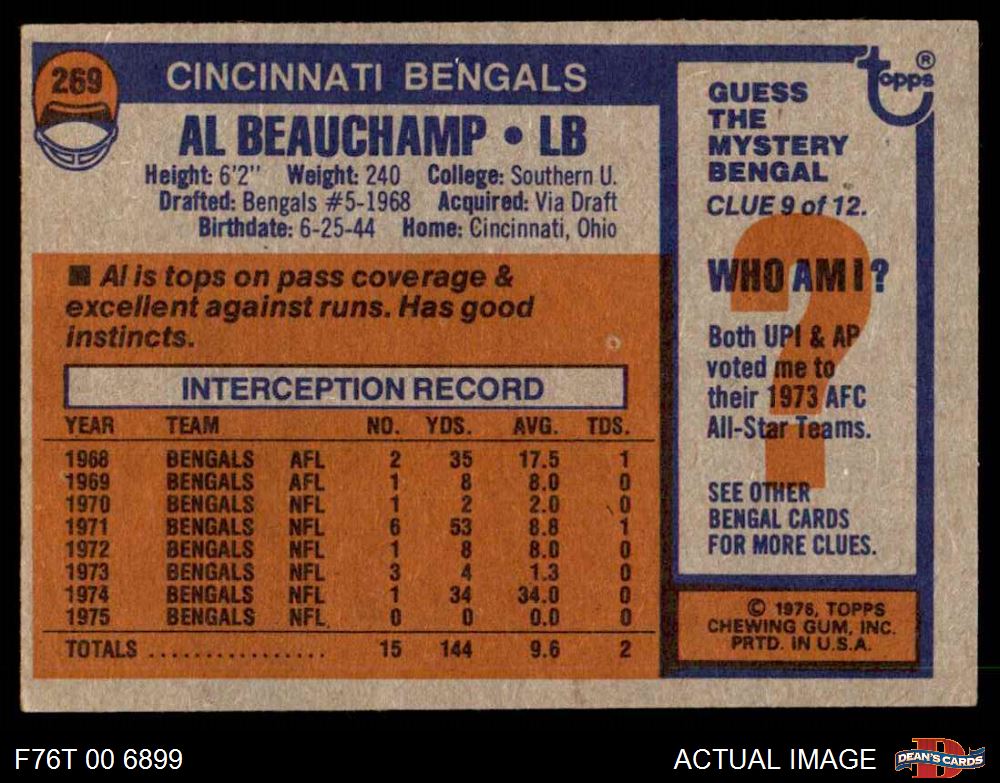 269
CINCINNATI BENGALS
AL BEAUCHAMP • LB
Height: 6'2" Weight: 240 College: Southern U.
Drafted: Bengals #5-1968 Acquired: Via Draft
Birthdate: 6-25-44 Home: Cincinnati, Ohio
■ Al is tops on pass coverage &
excellent against runs. Has good
instincts.
INTERCEPTION RECORD
YEAR TEAM NO. YDS. AVG. TDS.
1968 BENGALS AFL 2 35 17.5 1
1969 BENGALS AFL 1 8 8.0 0
1970 BENGALS NFL 1 2 2.0 0
1971 BENGALS NFL 6 53 8.8 1
1972 BENGALS NFL 1 8 8.0 0
1973 BENGALS NFL 3 4 1.3 0
1974 BENGALS NFL 1 34 34.0 0
1975 BENGALS NFL 0 0 0.0 0
TOTALS ................ 15 144 9.6 2
topps ®
GUESS
THE
MYSTERY
BENGAL
CLUE 9 of 12.
?
WHO AM I?
Both UPI & AP
voted me to
their 1973 AFC
All-Star Teams.
SEE OTHER
BENGAL CARDS
FOR MORE CLUES.
© 1976, TOPPS
CHEWING GUM, INC.
PRTD. IN U.S.A.
F76T 00 6899
ACTUAL IMAGE
D
DEAN'S CARDS